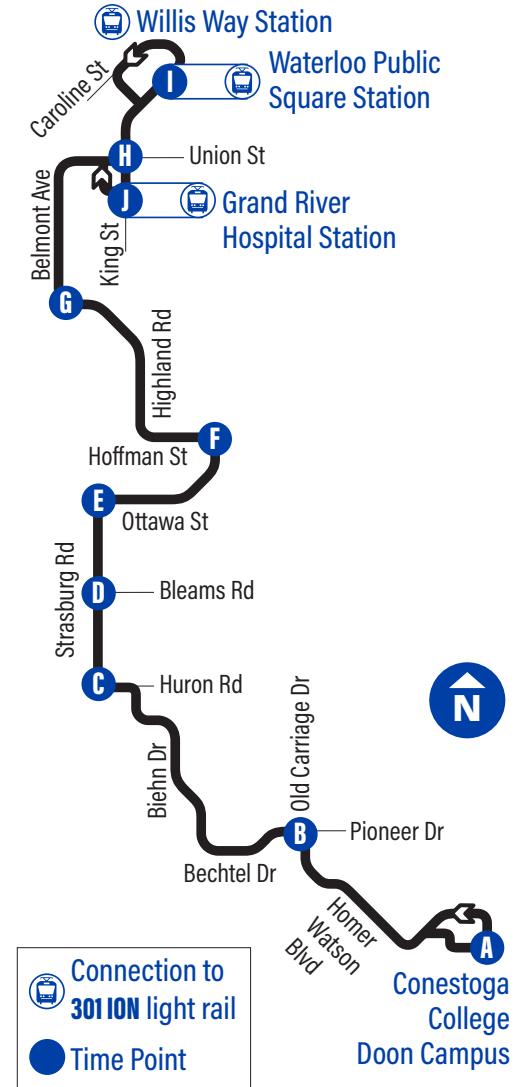 Willis Way Station
Caroline St
I
Waterloo Public
Square Station
H
Union St
Belmont Ave
J
King St
Grand River
Hospital Station
G
Highland Rd
F
Hoffman St
E
Ottawa St
Strasburg Rd
D
Bleams Rd
C
Huron Rd
N
Biehn Dr
Old Carriage Dr
B
Pioneer Dr
Bechtel Dr
Homer
Watson
Blvd
A
Conestoga
College
Doon Campus
Connection to
301 ION light rail
Time Point